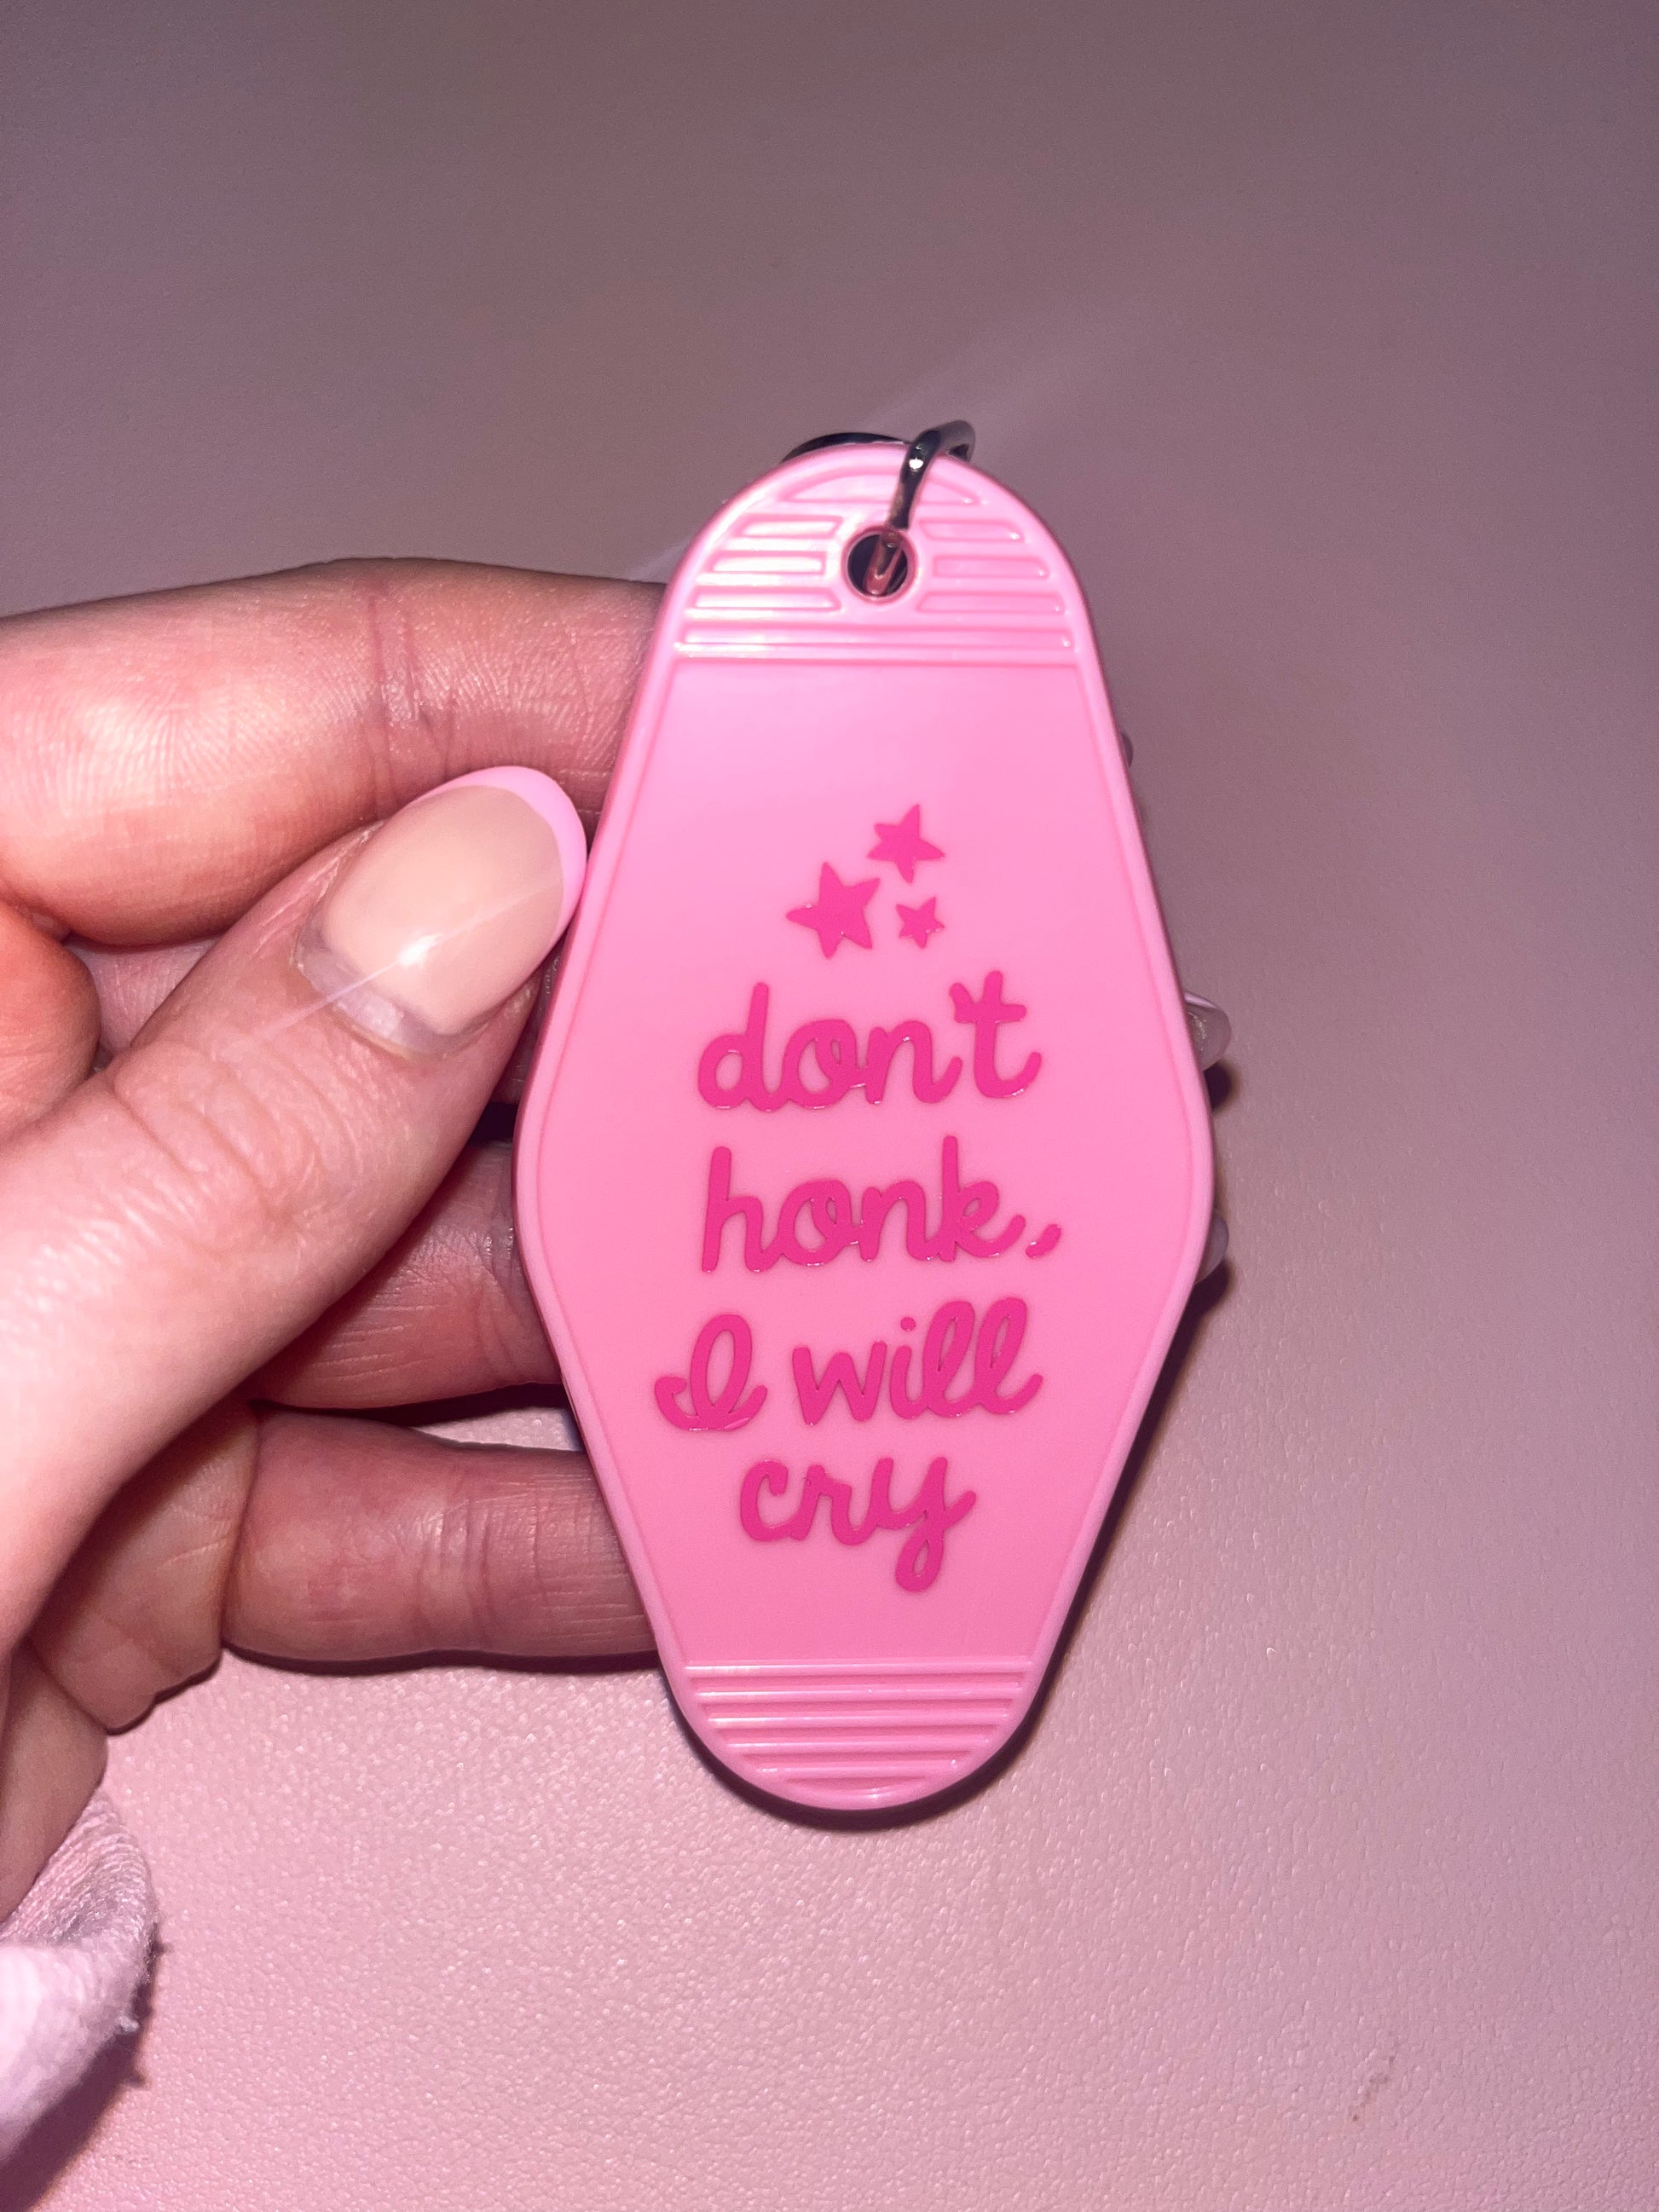 don't
honk,
I will
cry